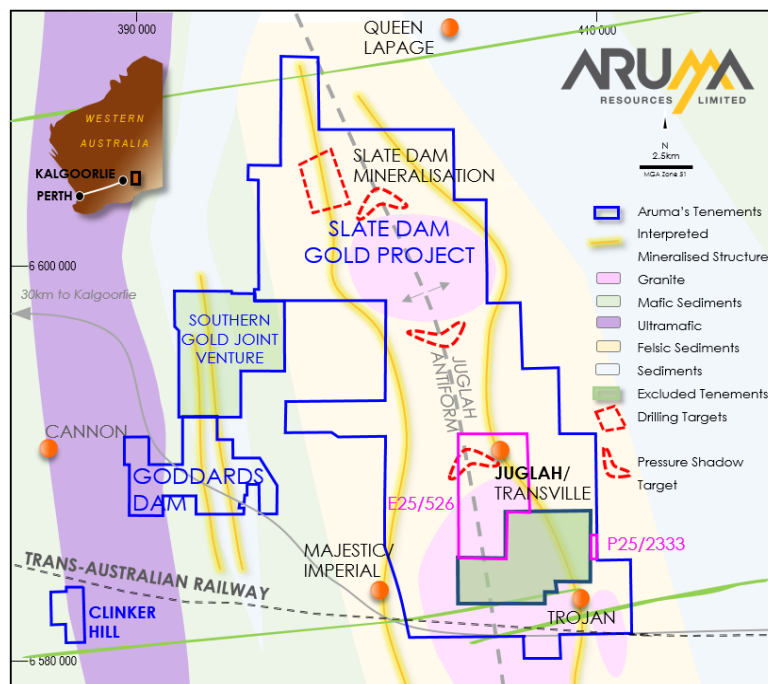 390 000
410 000
QUEEN
LAPAGE
ARUMA
RESOURCES LIMITED
WESTERN
AUSTRALIA
KALGOORLIE
PERTH
N
2.5km
MGA Zone 51
SLATE DAM
MINERALISATION
SLATE DAM
GOLD PROJECT
Aruma's Tenements
Interpreted
Mineralised Structure
Granite
Mafic Sediments
Ultramafic
Felsic Sediments
Sediments
Excluded Tenements
Drilling Targets
Pressure Shadow
Target
6 600 000
30km to Kalgoorlie
SOUTHERN
GOLD JOINT
VENTURE
JUGLAH
ANTIFORM
CANNON
GODDARDS
DAM
JUGLAH/
TRANSVILLE
E25/526
P25/2333
MAJESTIC/
IMPERIAL
TRANS-AUSTRALIAN RAILWAY
CLINKER
HILL
TROJAN
6 580 000